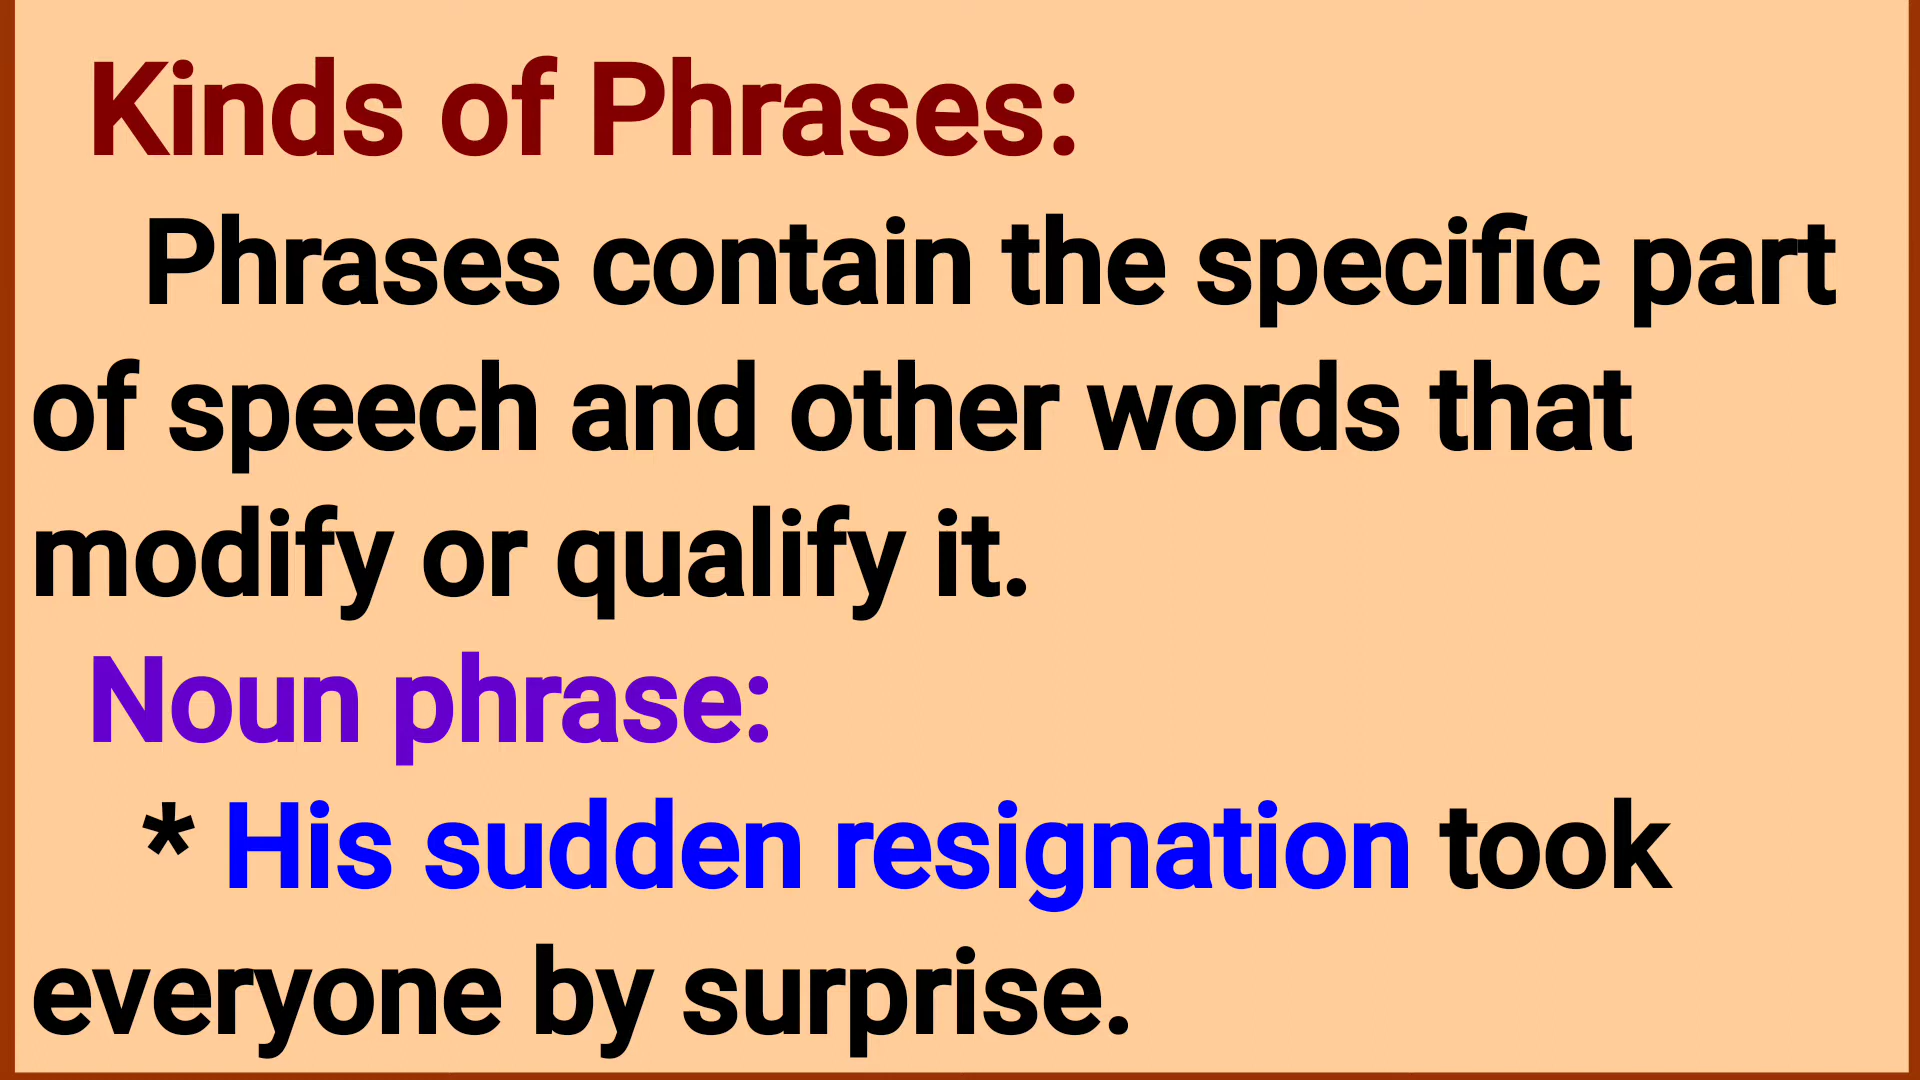 Kinds of Phrases:
Phrases contain the specific part
of speech and other words that
modify or qualify it.
Noun phrase:
* His sudden resignation took
everyone by surprise.